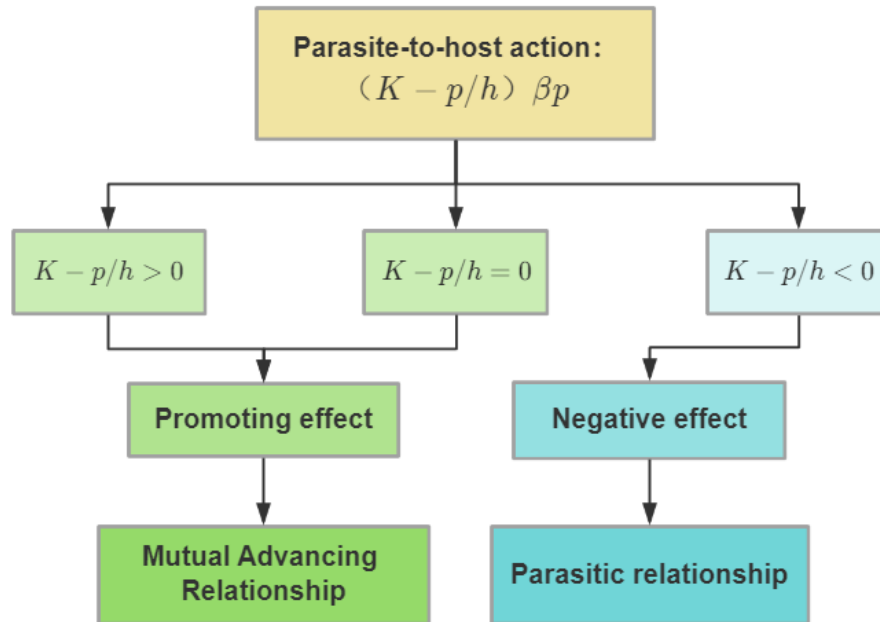 Parasite-to-host action：
（K − p/h）βp
K − p/h > 0
K − p/h = 0
K − p/h < 0
Promoting effect
Negative effect
Mutual Advancing
Relationship
Parasitic relationship